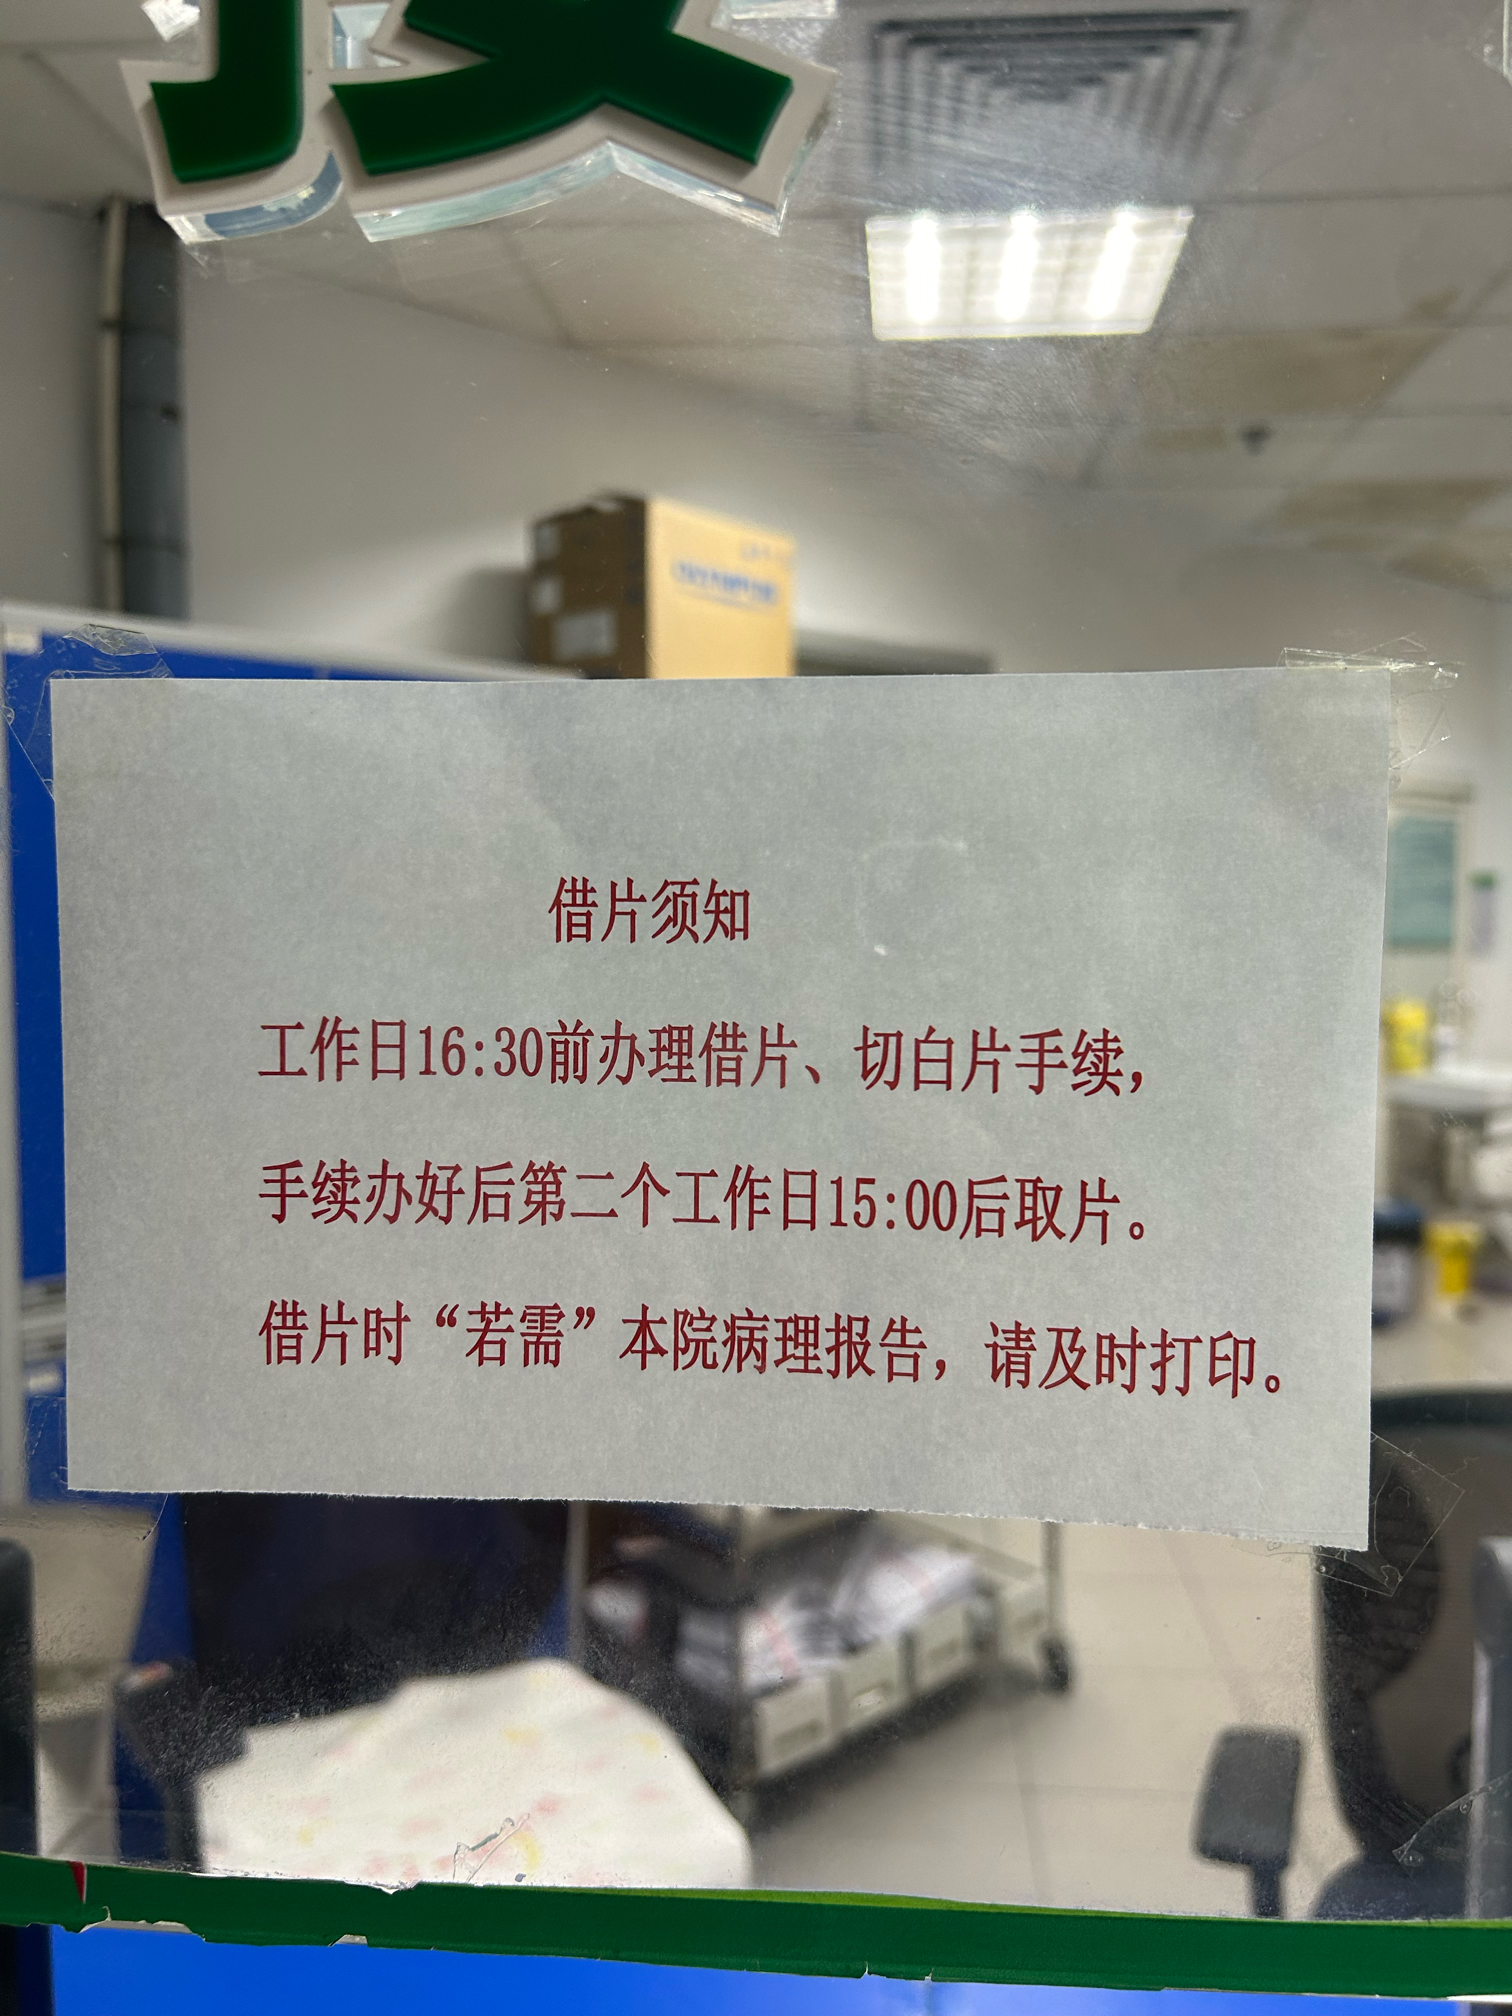 借片须知
工作日16:30前办理借片、切白片手续，
手续办好后第二个工作日15:00后取片。
借片时“若需”本院病理报告，请及时打印。